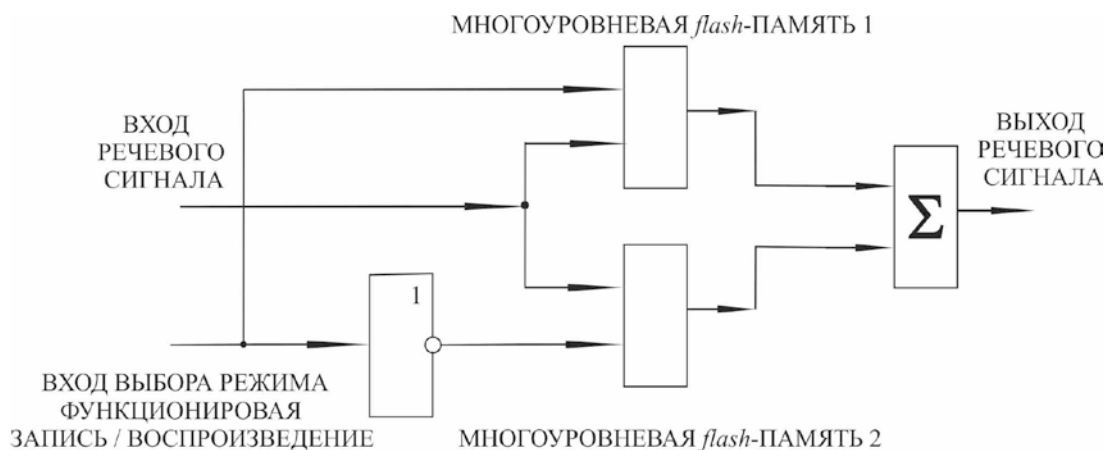 МНОГОУРОВНЕВАЯ flash-ПАМЯТЬ 1
ВХОД
РЕЧЕВОГО
СИГНАЛА
ВЫХОД
РЕЧЕВОГО
СИГНАЛА
Σ
1
ВХОД ВЫБОРА РЕЖИМА
ФУНКЦИОНИРОВАЯ
ЗАПИСЬ / ВОСПРОИЗВЕДЕНИЕ
МНОГОУРОВНЕВАЯ flash-ПАМЯТЬ 2